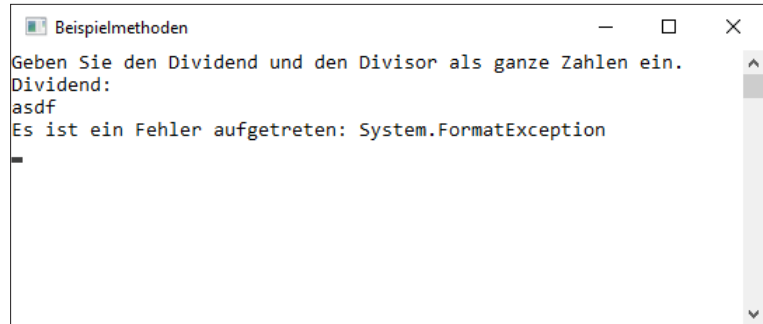 Beispielmethoden
Geben Sie den Dividend und den Divisor als ganze Zahlen ein.
Dividend:
asdf
Es ist ein Fehler aufgetreten: System.FormatException